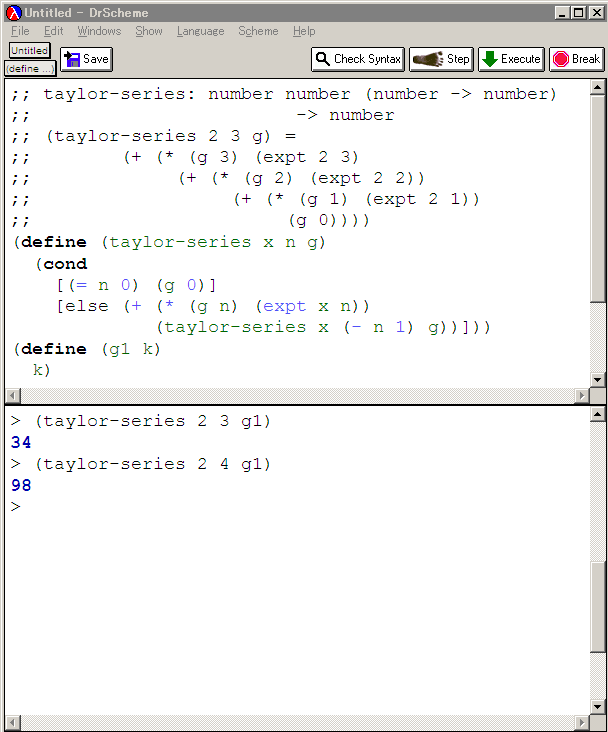 Untitled - DrScheme
File Edit Windows Show Language Scheme Help
Untitled
(define ...)
Save
Check Syntax
Step
Execute
Break
;; taylor-series: number number (number -> number)
;;                         -> number
;; (taylor-series 2 3 g) =
;;         (+ (* (g 3) (expt 2 3)
;;              (+ (* (g 2) (expt 2 2))
;;                   (+ (* (g 1) (expt 2 1))
;;                        (g 0))))
(define (taylor-series x n g)
  (cond
    [(= n 0) (g 0)]
    [else (+ (* (g n) (expt x n))
             (taylor-series x (- n 1) g))]))
(define (g1 k)
  k)
> (taylor-series 2 3 g1)
34
> (taylor-series 2 4 g1)
98
>